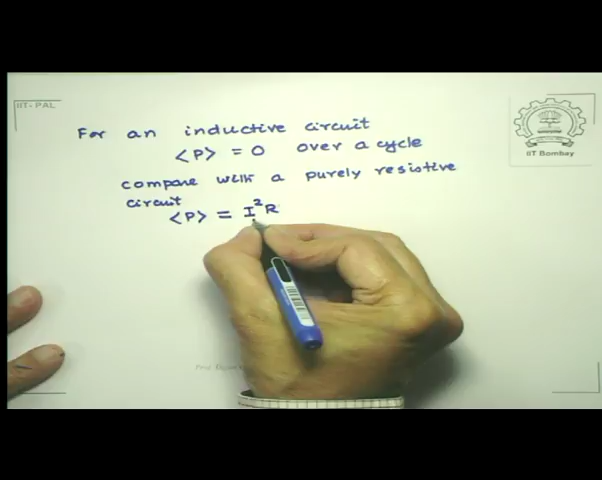 IIT- PAL
For an inductive circuit
<P> = 0 over a cycle
compare with a purely resistive
circuit
<P> = I²R
IIT Bombay